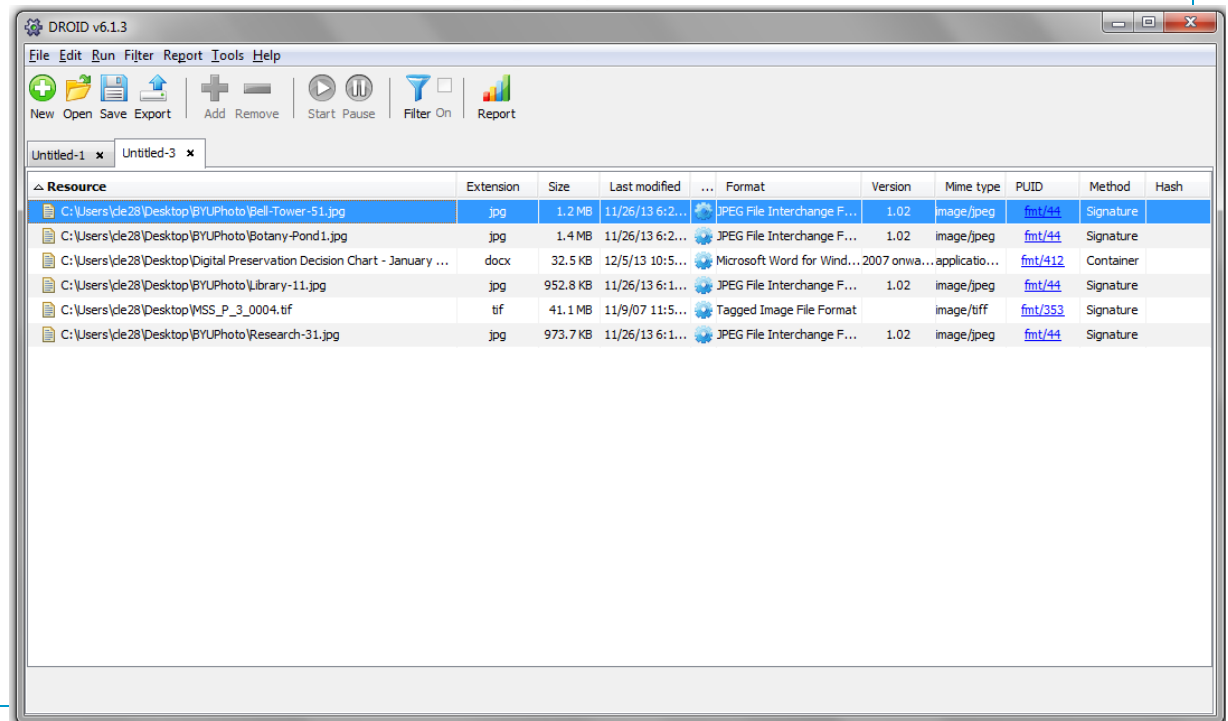 DROID v6.1.3
File Edit Run Filter Report Tools Help
New Open Save Export Add Remove Start Pause Filter On Report
Untitled-1 Untitled-3
Resource Extension Size Last modified ... Format Version Mime type PUID Method Hash
C:\Users\cle28\Desktop\BYUPhoto\Bell-Tower-51.jpg jpg 1.2 MB 11/26/13 6:2... JPEG File Interchange F... 1.02 image/jpeg fmt/44 Signature
C:\Users\cle28\Desktop\BYUPhoto\Botany-Pond1.jpg jpg 1.4 MB 11/26/13 6:2... JPEG File Interchange F... 1.02 image/jpeg fmt/44 Signature
C:\Users\cle28\Desktop\Digital Preservation Decision Chart - January ... docx 32.5 KB 12/5/13 10:5... Microsoft Word for Wind... 2007 onwa... applicatio... fmt/412 Container
C:\Users\cle28\Desktop\BYUPhoto\Library-11.jpg jpg 952.8 KB 11/26/13 6:1... JPEG File Interchange F... 1.02 image/jpeg fmt/44 Signature
C:\Users\cle28\Desktop\MSS_P_3_0004.tif tif 41.1 MB 11/9/07 11:5... Tagged Image File Format image/tiff fmt/353 Signature
C:\Users\cle28\Desktop\BYUPhoto\Research-31.jpg jpg 973.7 KB 11/26/13 6:1... JPEG File Interchange F... 1.02 image/jpeg fmt/44 Signature